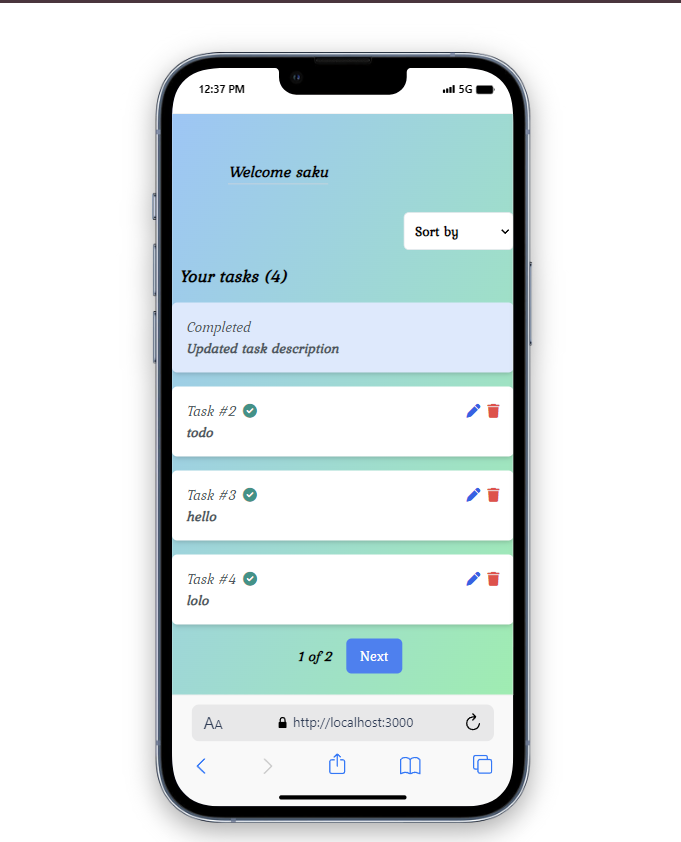 12:37 PM
5G
Welcome saku
Sort by
Your tasks (4)
Completed
Updated task description
Task #2
todo
Task #3
hello
Task #4
lolo
1 of 2 Next
AA http://localhost:3000